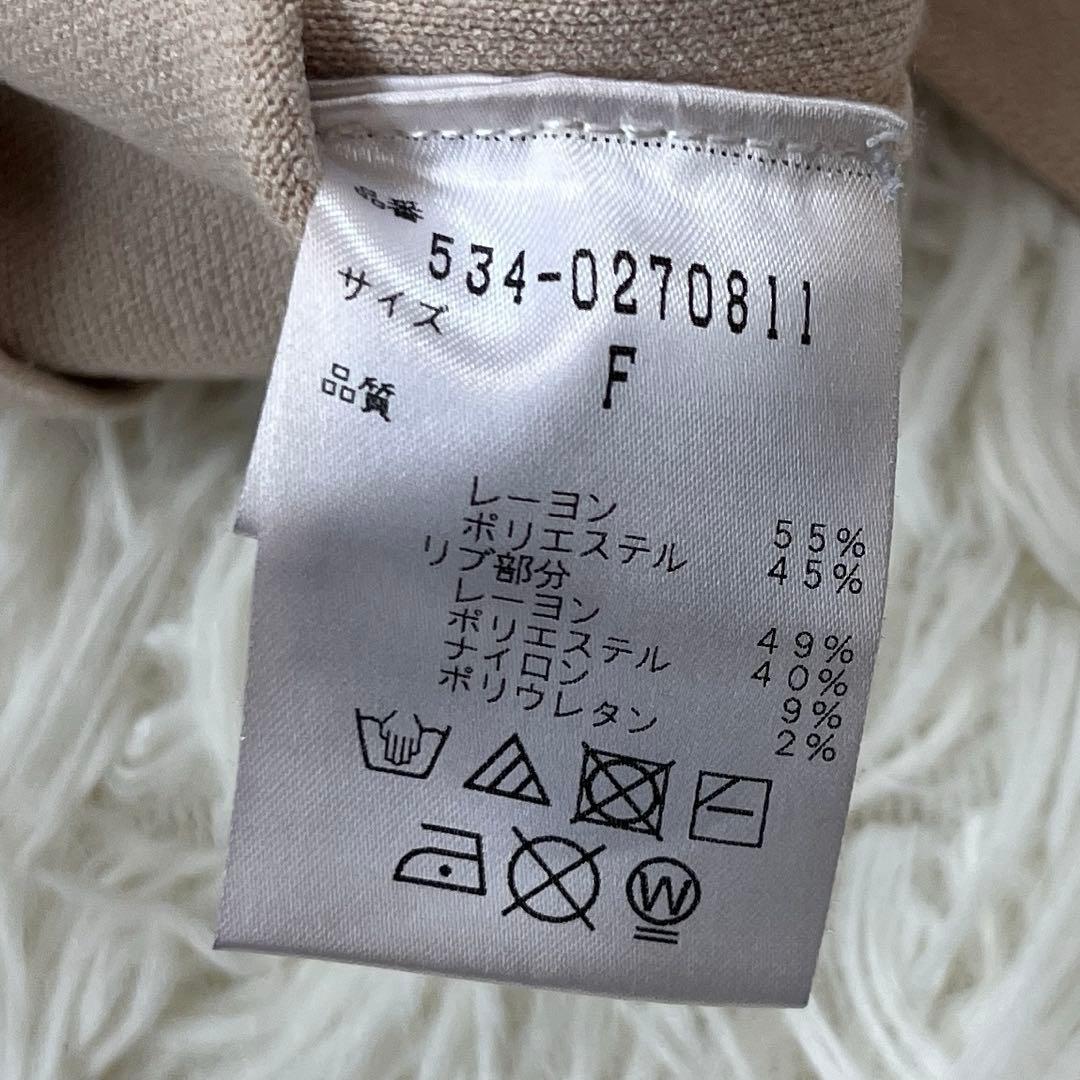 品番
534-0270811
サイズ
F
品質
レーヨン 55%
ポリエステル 45%
リブ部分
レーヨン 49%
ポリエステル 40%
ナイロン 9%
ポリウレタン 2%
W